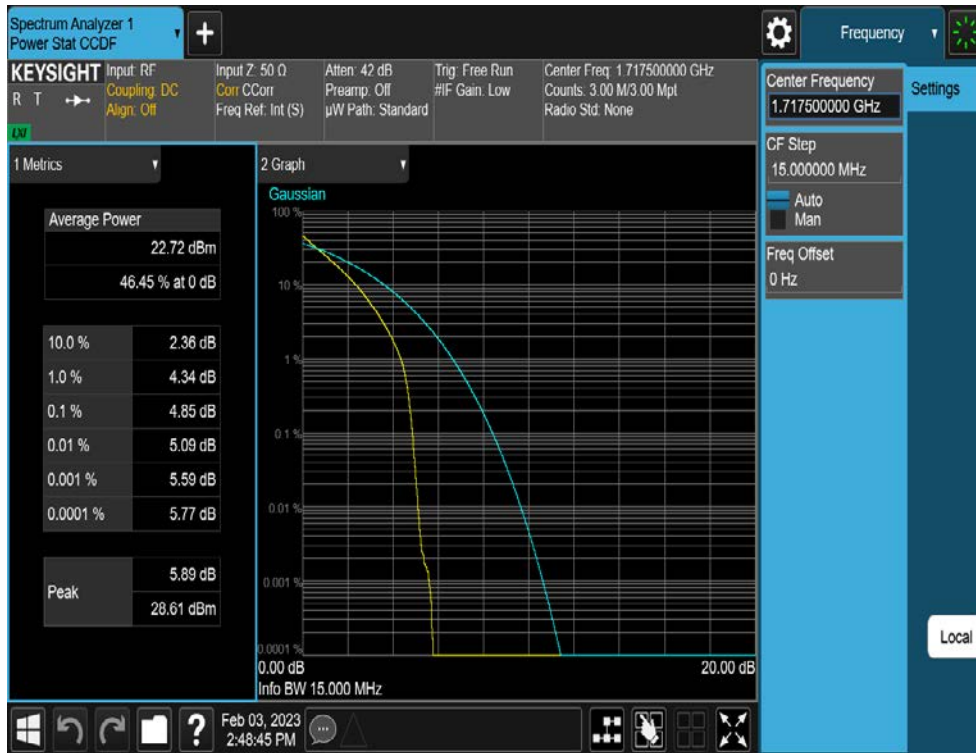 Spectrum Analyzer 1
Power Stat CCDF
+
Frequency
KEYSIGHT
R T
LXI
Input: RF
Coupling: DC
Align: Off
Input Z: 50 Ω
Corr CCorr
Freq Ref: Int (S)
Atten: 42 dB
Preamp: Off
µW Path: Standard
Trig: Free Run
#IF Gain: Low
Center Freq: 1.717500000 GHz
Counts: 3.00 M/3.00 Mpt
Radio Std: None
Center Frequency
1.717500000 GHz
Settings
CF Step
15.000000 MHz
Auto
Man
Freq Offset
0 Hz
1 Metrics
Average Power
22.72 dBm
46.45 % at 0 dB
10.0 % 2.36 dB
1.0 % 4.34 dB
0.1 % 4.85 dB
0.01 % 5.09 dB
0.001 % 5.59 dB
0.0001 % 5.77 dB
Peak
5.89 dB
28.61 dBm
2 Graph
Gaussian
100 %
10 %
1 %
0.1 %
0.01 %
0.001 %
0.0001 %
0.00 dB 20.00 dB
Info BW 15.000 MHz
Local
?
Feb 03, 2023
2:48:45 PM